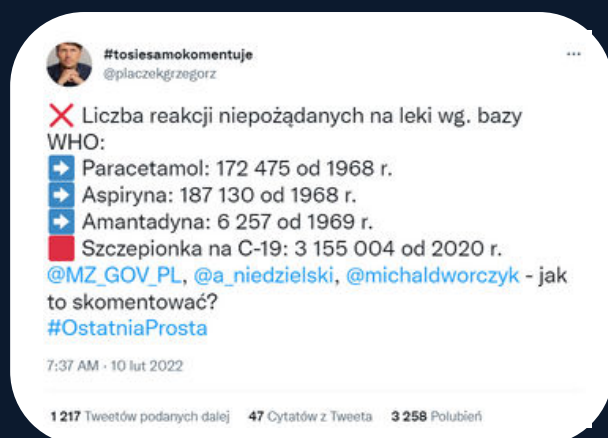 #tosiesamokomentuje
@placzekgrzegorz
Liczba reakcji niepożądanych na leki wg. bazy
WHO:
Paracetamol: 172 475 od 1968 r.
Aspiryna: 187 130 od 1968 r.
Amantadyna: 6 257 od 1969 r.
Szczepionka na C-19: 3 155 004 od 2020 r.
@MZ_GOV_PL, @a_niedzielski, @michaldworczyk - jak
to skomentować?
#OstatniaProsta
7:37 AM · 10 lut 2022
1 217 Tweetów podanych dalej 47 Cytatów z Tweeta 3 258 Polubień